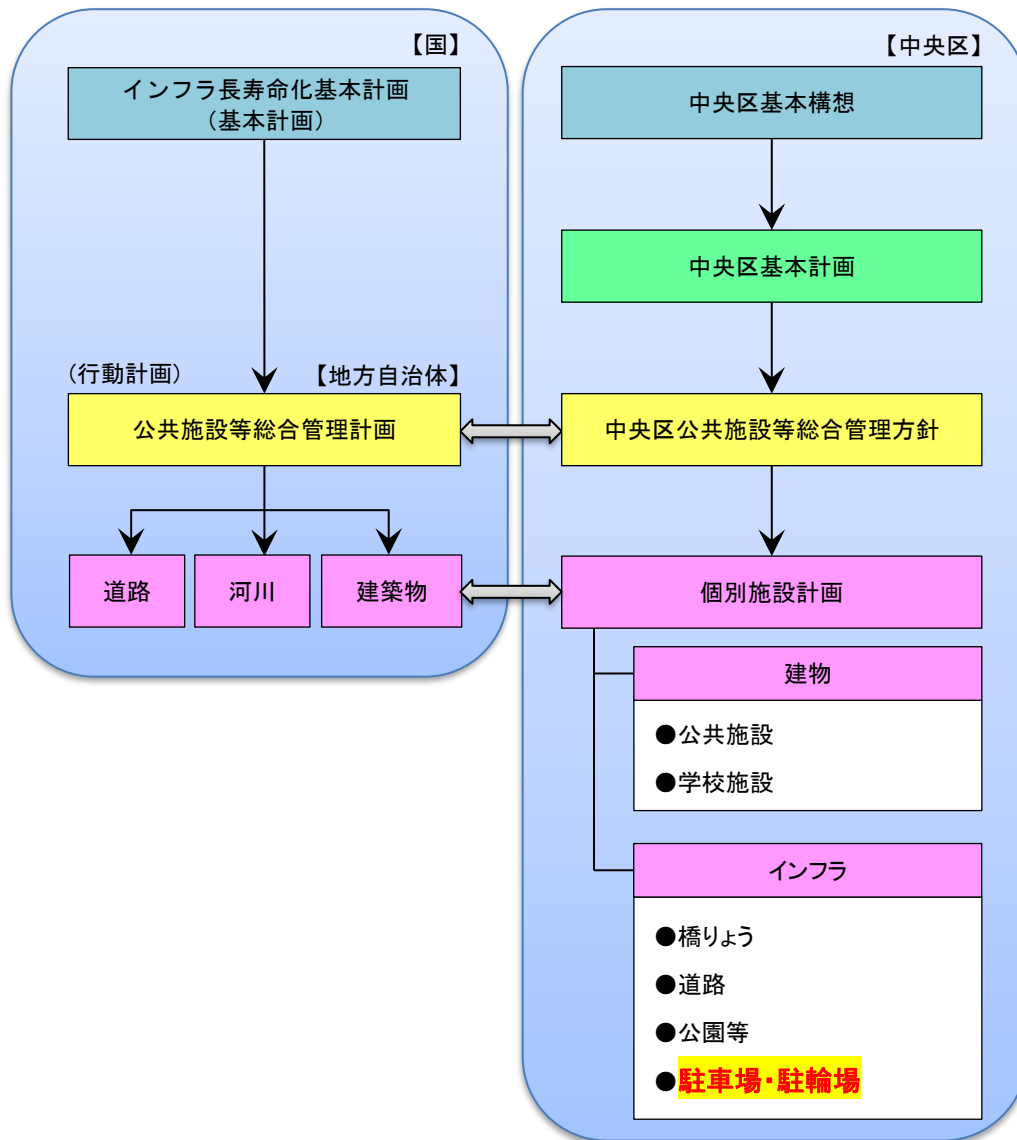 【国】
インフラ長寿命化基本計画
(基本計画)
(行動計画)
【地方自治体】
公共施設等総合管理計画
道路
河川
建築物
【中央区】
中央区基本構想
中央区基本計画
中央区公共施設等総合管理方針
個別施設計画
建物
●公共施設
●学校施設
インフラ
●橋りょう
●道路
●公園等
●駐車場・駐輪場